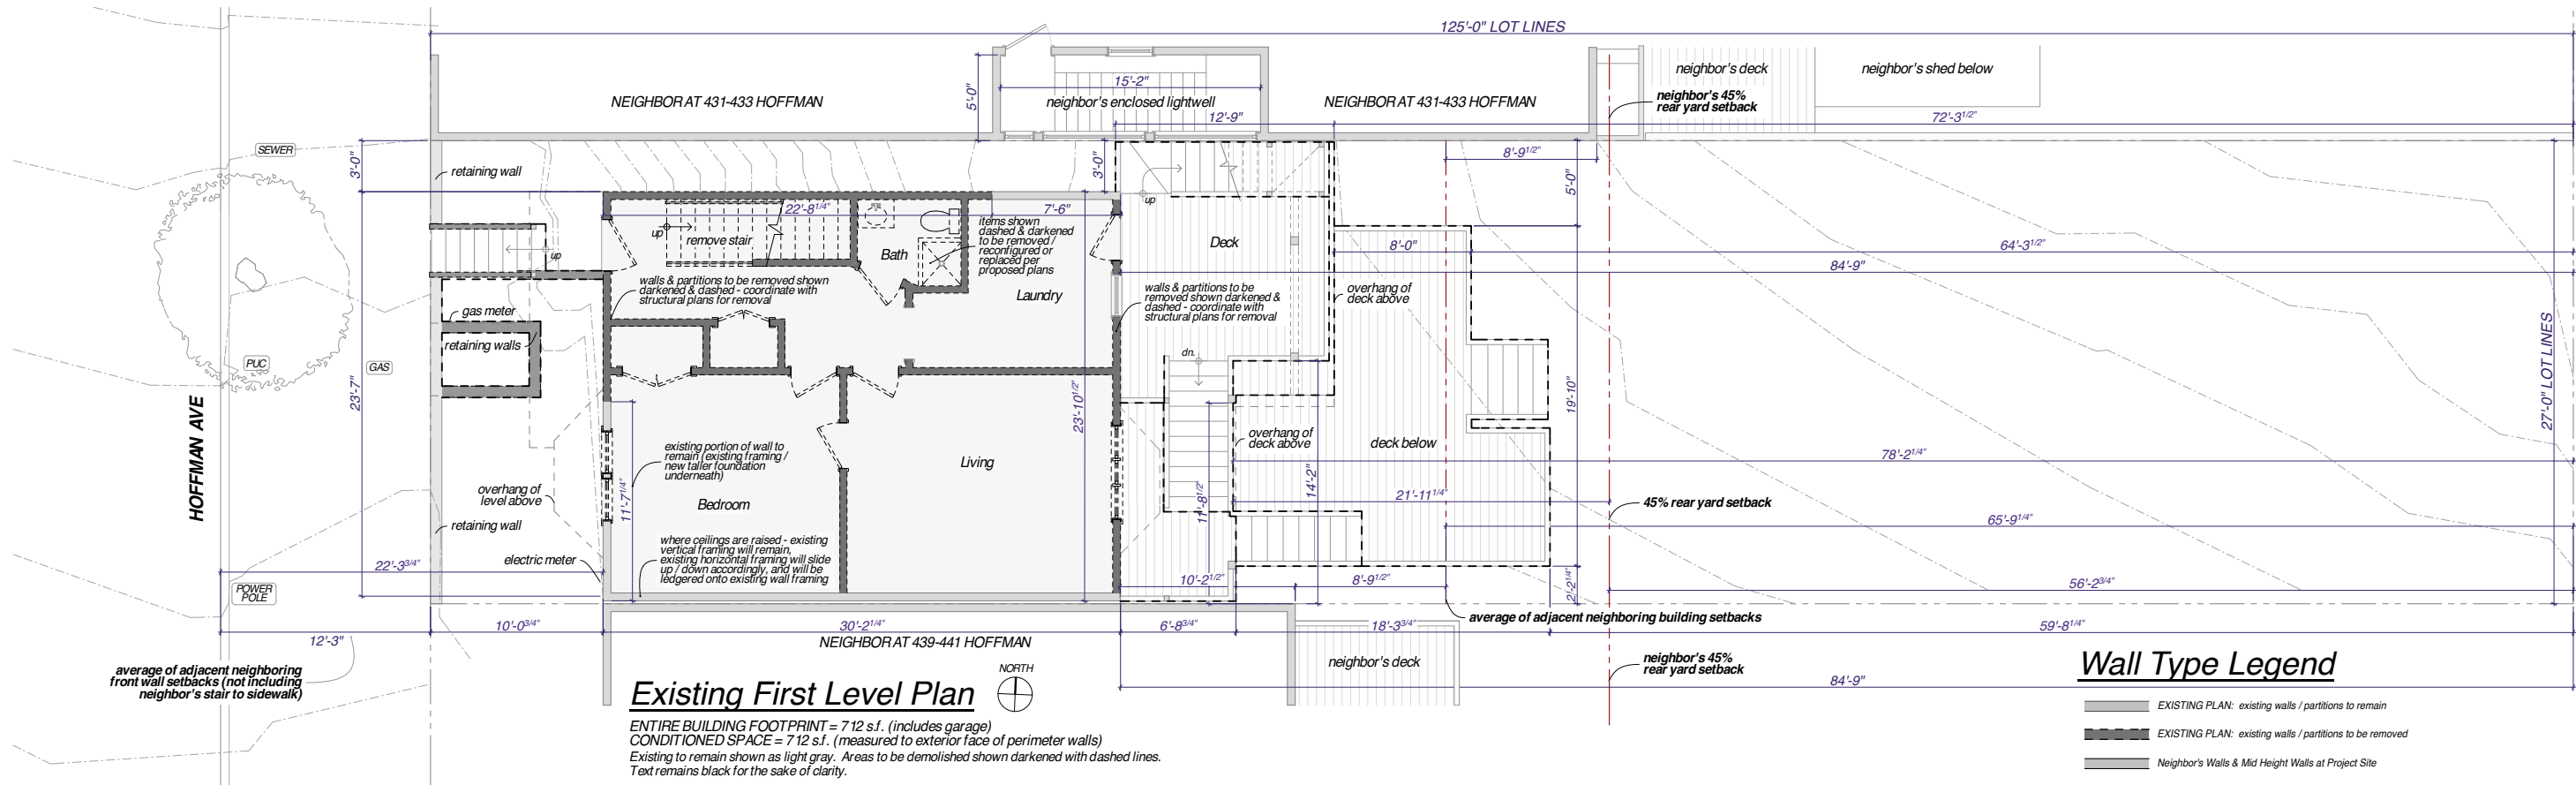 125'-0" LOT LINES
NEIGHBOR AT 431-433 HOFFMAN
5'-0"
15'-2"
neighbor's enclosed lightwell
12'-9"
NEIGHBOR AT 431-433 HOFFMAN
neighbor's 45%
rear yard setback
neighbor's deck
neighbor's shed below
72'-3 1/2"
SEWER
3'-0"
retaining wall
3'-0"
8'-9 1/2"
5'-0"
22'-8 1/4"
7'-6"
up
remove stair
Bath
items shown
dashed & darkened
to be removed /
reconfigured or
replaced per
proposed plans
up
Deck
8'-0"
64'-3 1/2"
84'-9"
up
walls & partitions to be removed shown
darkened & dashed - coordinate with
structural plans for removal
Laundry
walls & partitions to be
removed shown darkened &
dashed - coordinate with
structural plans for removal
overhang of
deck above
gas meter
retaining walls
PUC
GAS
23'-7"
HOFFMAN AVE
dn.
19'-10"
27'-0" LOT LINES
23'-10 1/2"
existing portion of wall to
remain (existing framing /
new taller foundation
underneath)
Living
overhang of
deck above
deck below
78'-2 1/4"
14'-2"
11'-8 1/2"
11'-7 1/4"
overhang of
level above
Bedroom
21'-11 1/4"
45% rear yard setback
65'-9 1/4"
retaining wall
electric meter
where ceilings are raised - existing
vertical framing will remain,
existing horizontal framing will slide
up / down accordingly, and will be
ledgered onto existing wall framing
22'-3 3/4"
POWER
POLE
10'-2 1/2"
8'-9 1/2"
2'-2 1/4"
56'-2 3/4"
average of adjacent neighboring building setbacks
12'-3"
10'-0 3/4"
30'-2 1/4"
6'-8 3/4"
18'-3 3/4"
59'-8 1/4"
NEIGHBOR AT 439-441 HOFFMAN
average of adjacent neighboring
front wall setbacks (not including
neighbor's stair to sidewalk)
neighbor's deck
neighbor's 45%
rear yard setback
84'-9"
NORTH
Existing First Level Plan
ENTIRE BUILDING FOOTPRINT = 712 s.f. (includes garage)
CONDITIONED SPACE = 712 s.f. (measured to exterior face of perimeter walls)
Existing to remain shown as light gray. Areas to be demolished shown darkened with dashed lines.
Text remains black for the sake of clarity.
Wall Type Legend
EXISTING PLAN: existing walls / partitions to remain
EXISTING PLAN: existing walls / partitions to be removed
Neighbor's Walls & Mid Height Walls at Project Site